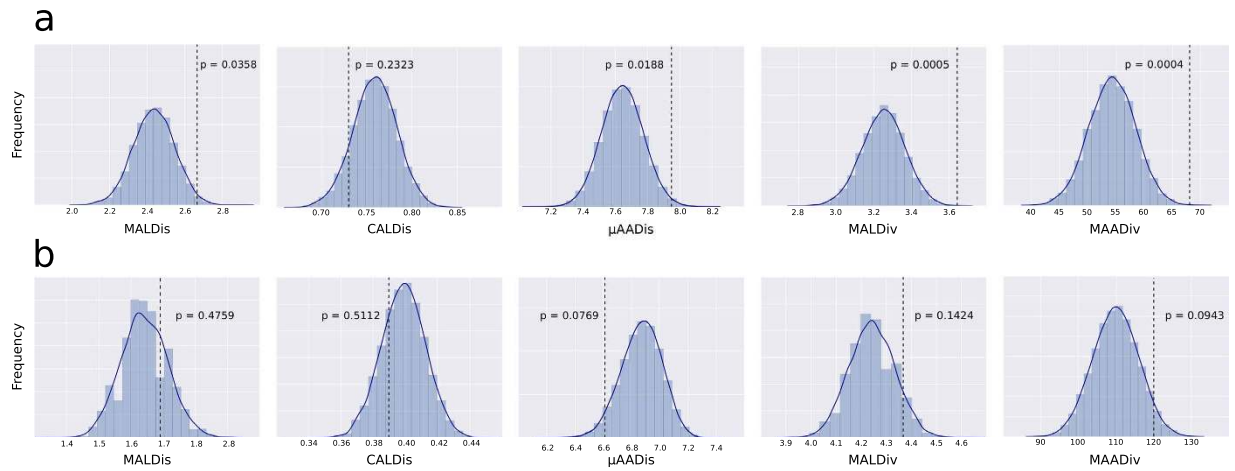 a
Frequency
p = 0.0358
2.0 2.2 2.4 2.6 2.8
MALDis
p = 0.2323
0.70 0.75 0.80 0.85
CALDis
p = 0.0188
7.2 7.4 7.6 7.8 8.0 8.2
µAADis
p = 0.0005
2.8 3.0 3.2 3.4 3.6
MALDiv
p = 0.0004
40 45 50 55 60 65 70
MAADiv
b
Frequency
p = 0.4759
1.4 1.5 1.6 1.7 1.8 2.8
MALDis
p = 0.5112
0.34 0.36 0.38 0.40 0.42 0.44
CALDis
p = 0.0769
6.2 6.4 6.6 6.8 7.0 7.2 7.4
µAADis
p = 0.1424
3.9 4.0 4.1 4.2 4.3 4.4 4.5 4.6
MALDiv
p = 0.0943
90 100 110 120 130
MAADiv